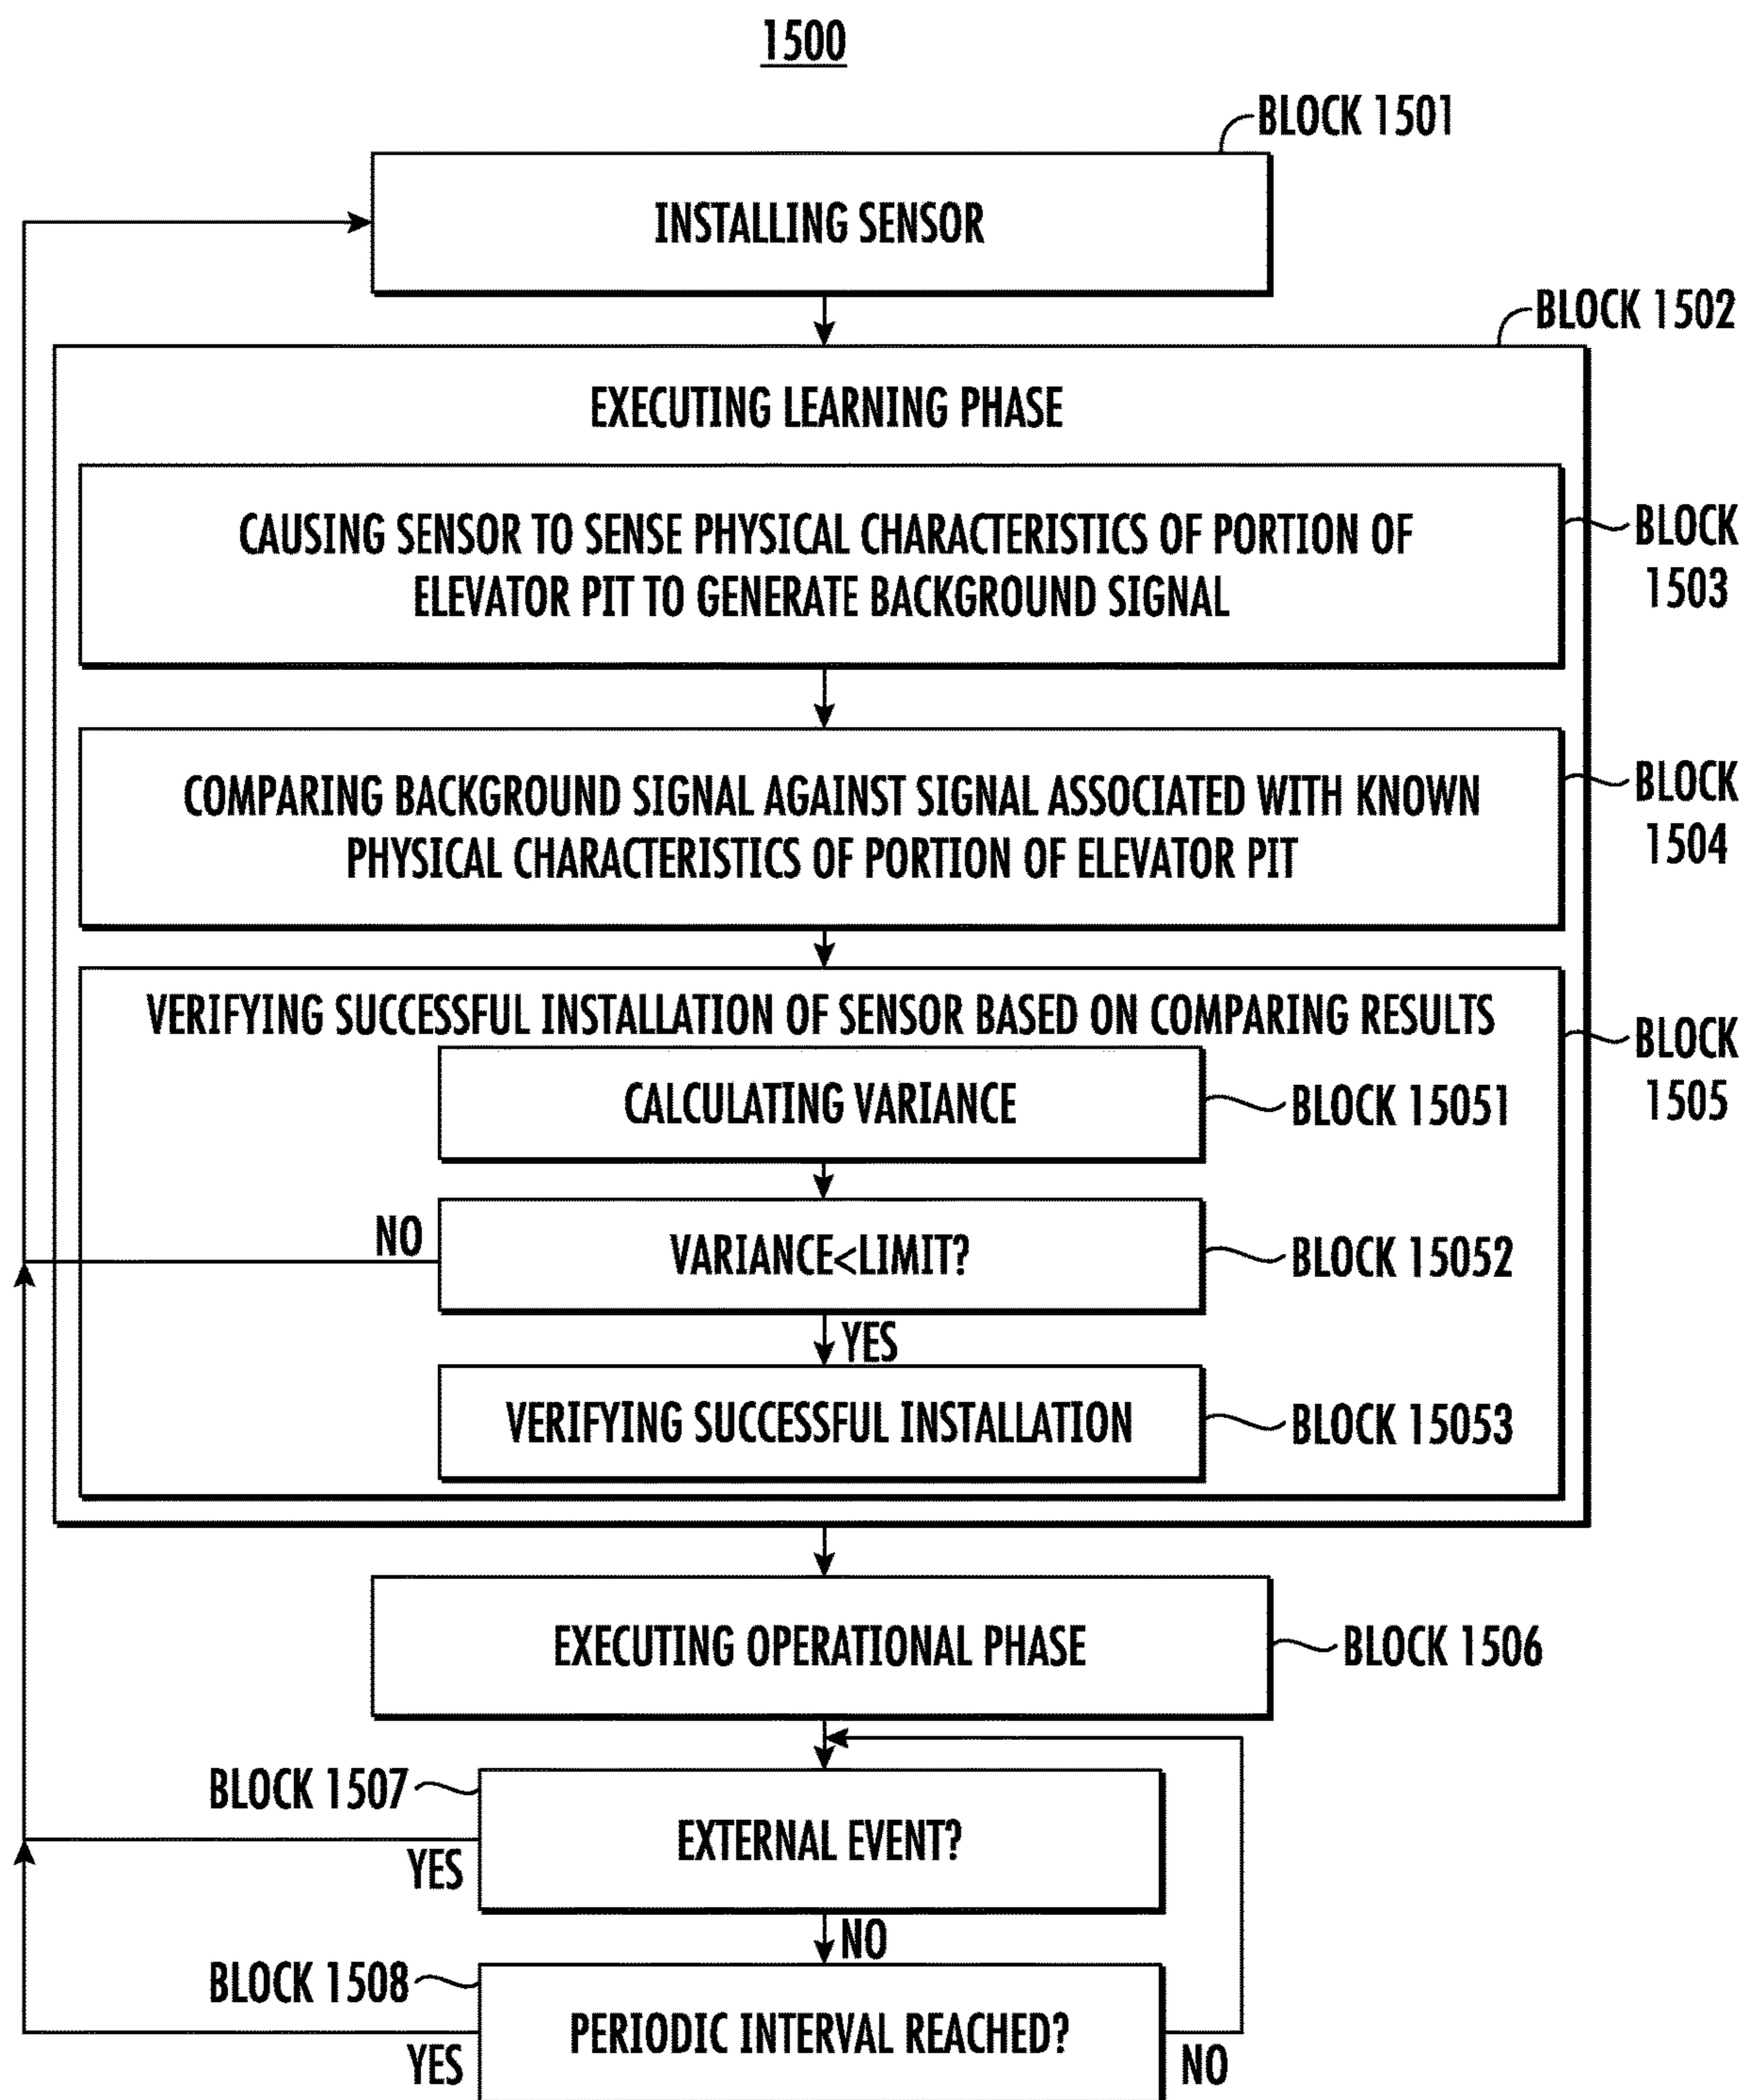 1500
BLOCK 1501
INSTALLING SENSOR
BLOCK 1502
EXECUTING LEARNING PHASE
CAUSING SENSOR TO SENSE PHYSICAL CHARACTERISTICS OF PORTION OF
ELEVATOR PIT TO GENERATE BACKGROUND SIGNAL
BLOCK
1503
COMPARING BACKGROUND SIGNAL AGAINST SIGNAL ASSOCIATED WITH KNOWN
PHYSICAL CHARACTERISTICS OF PORTION OF ELEVATOR PIT
BLOCK
1504
VERIFYING SUCCESSFUL INSTALLATION OF SENSOR BASED ON COMPARING RESULTS
BLOCK
1505
CALCULATING VARIANCE
BLOCK 15051
NO
VARIANCE<LIMIT?
BLOCK 15052
YES
VERIFYING SUCCESSFUL INSTALLATION
BLOCK 15053
EXECUTING OPERATIONAL PHASE
BLOCK 1506
BLOCK 1507
EXTERNAL EVENT?
YES
NO
BLOCK 1508
PERIODIC INTERVAL REACHED?
YES
NO